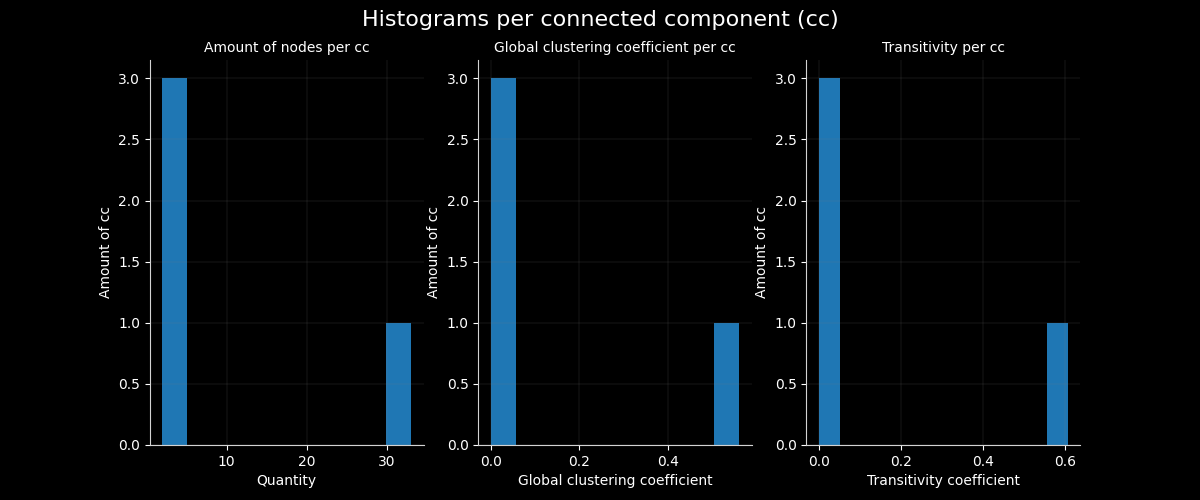 Histograms per connected component (cc)
Amount of nodes per cc
Amount of cc
3.0
2.5
2.0
1.5
1.0
0.5
0.0
10 20 30
Quantity
Global clustering coefficient per cc
Amount of cc
3.0
2.5
2.0
1.5
1.0
0.5
0.0
0.0 0.2 0.4
Global clustering coefficient
Transitivity per cc
Amount of cc
3.0
2.5
2.0
1.5
1.0
0.5
0.0
0.0 0.2 0.4 0.6
Transitivity coefficient